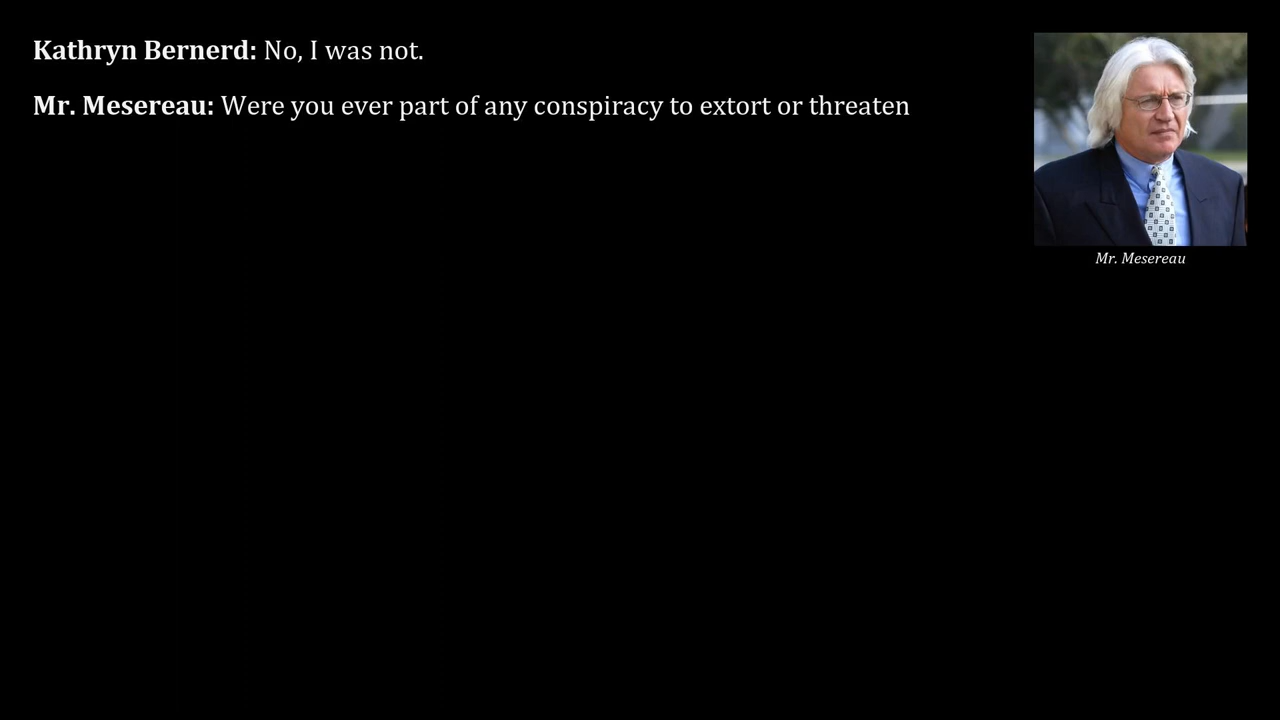 Kathryn Bernerd: No, I was not.
Mr. Mesereau: Were you ever part of any conspiracy to extort or threaten
Mr. Mesereau